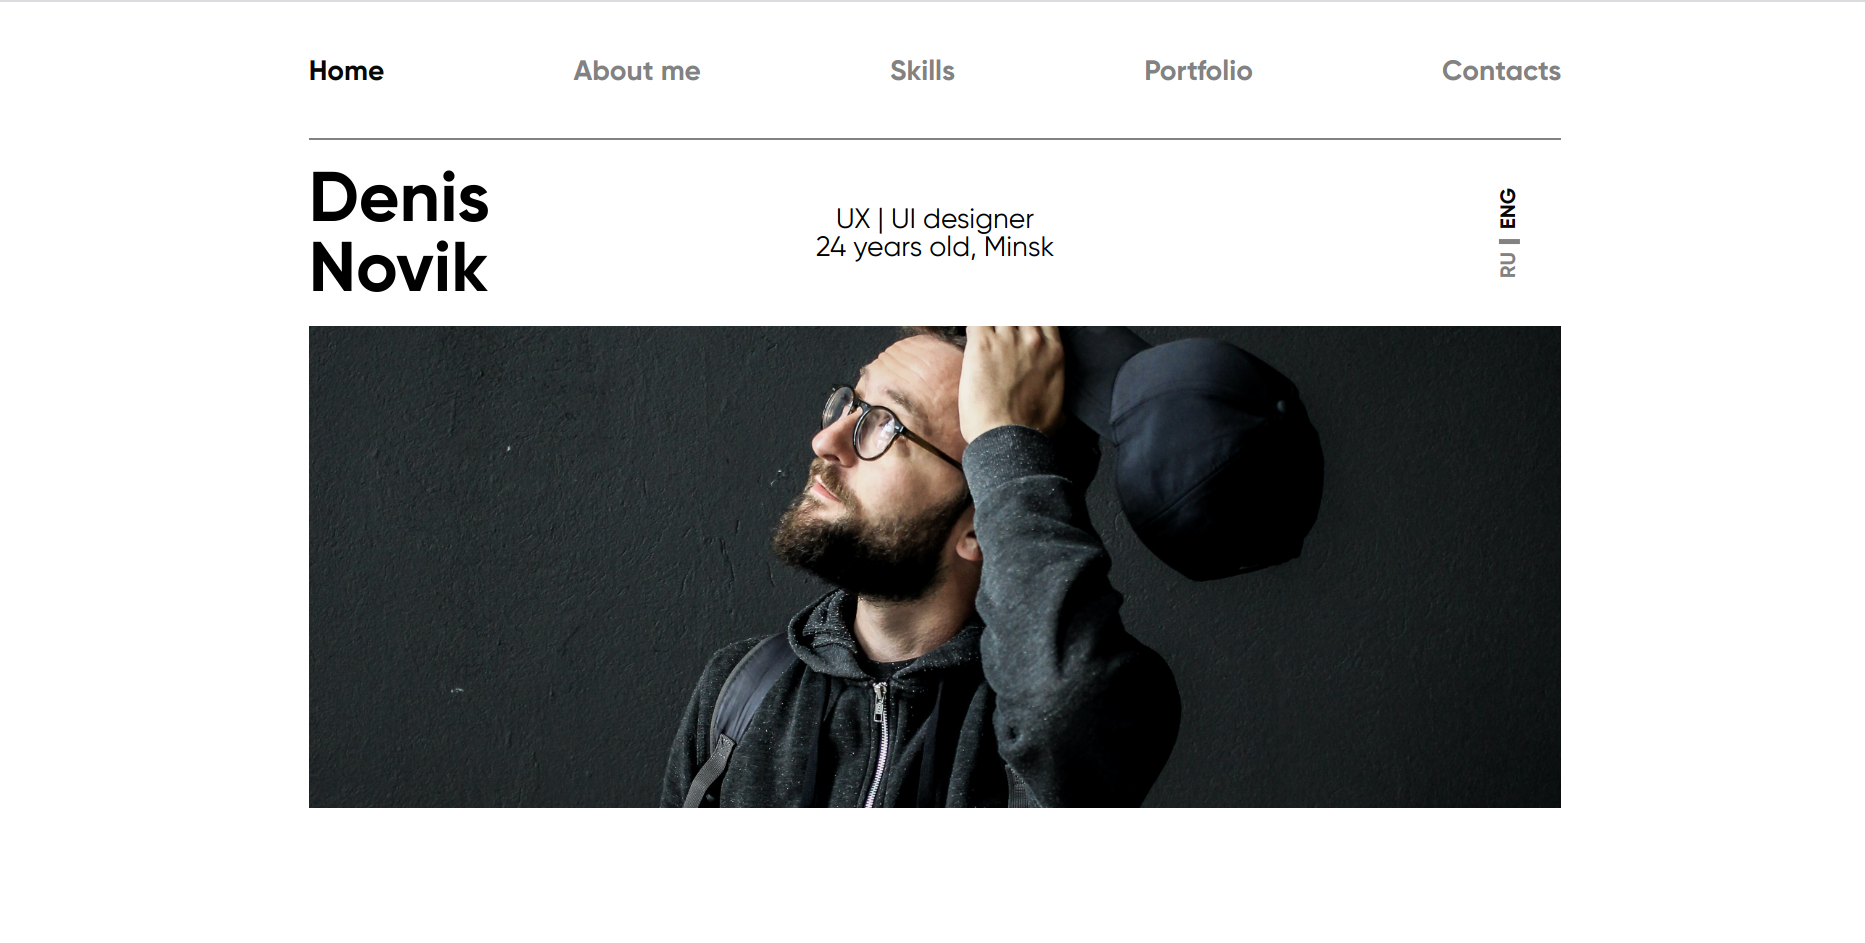 Home
About me
Skills
Portfolio
Contacts
Denis
Novik
UX | UI designer
24 years old, Minsk
RU | ENG